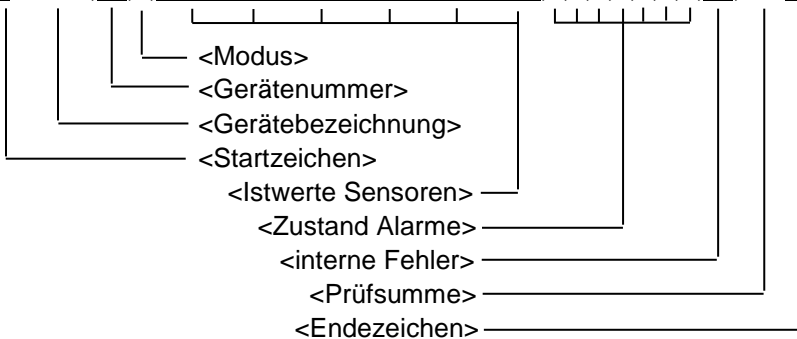 <Modus>
<Gerätenummer>
<Gerätebezeichnung>
<Startzeichen>
<Istwerte Sensoren>
<Zustand Alarme>
<interne Fehler>
<Prüfsumme>
<Endezeichen>